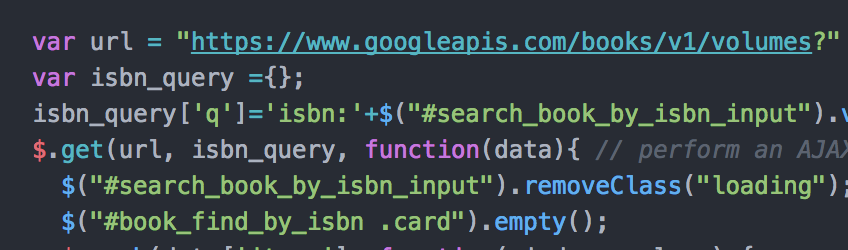 var url = "https://www.googleapis.com/books/v1/volumes?"
var isbn_query ={};
isbn_query['q']='isbn:'+$("#search_book_by_isbn_input").
$.get(url, isbn_query, function(data){ // perform an AJAX
$("#search_book_by_isbn_input").removeClass("loading");
$("#book_find_by_isbn .card").empty();